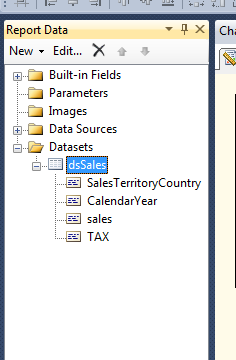 Report Data
Cha
New Edit...
Built-in Fields
Parameters
Images
Data Sources
Datasets
dsSales
SalesTerritoryCountry
CalendarYear
sales
TAX